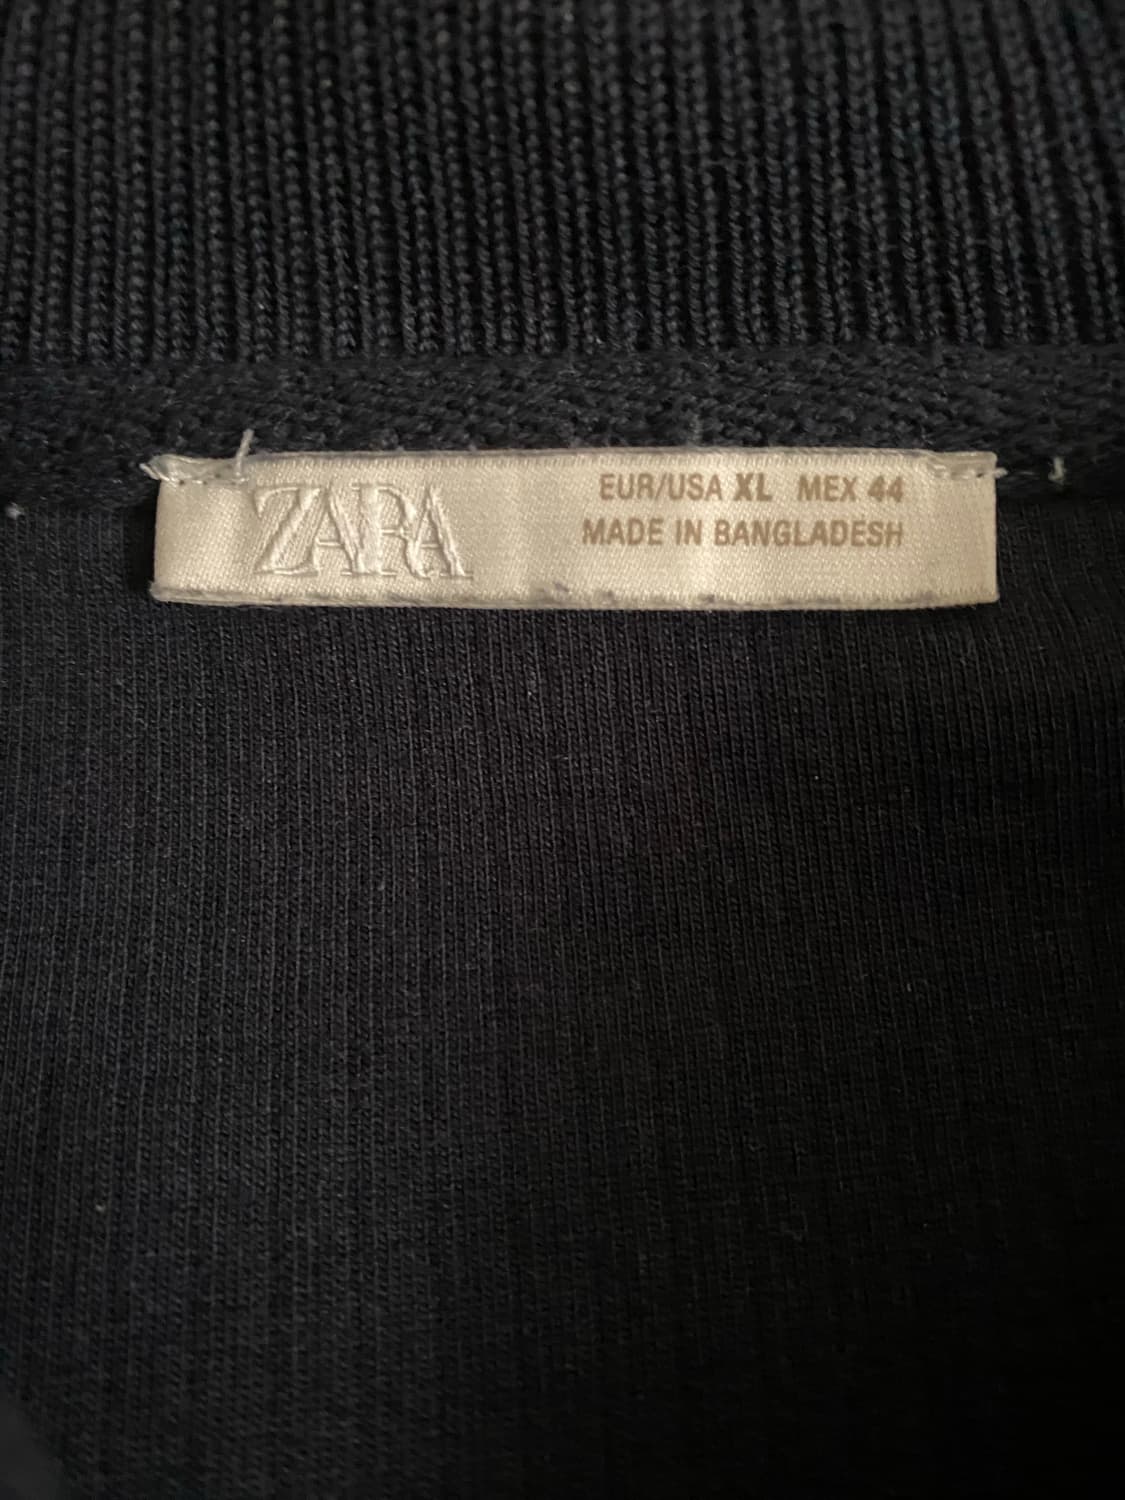 ZARA
EUR/USA XL MEX 44
MADE IN BANGLADESH